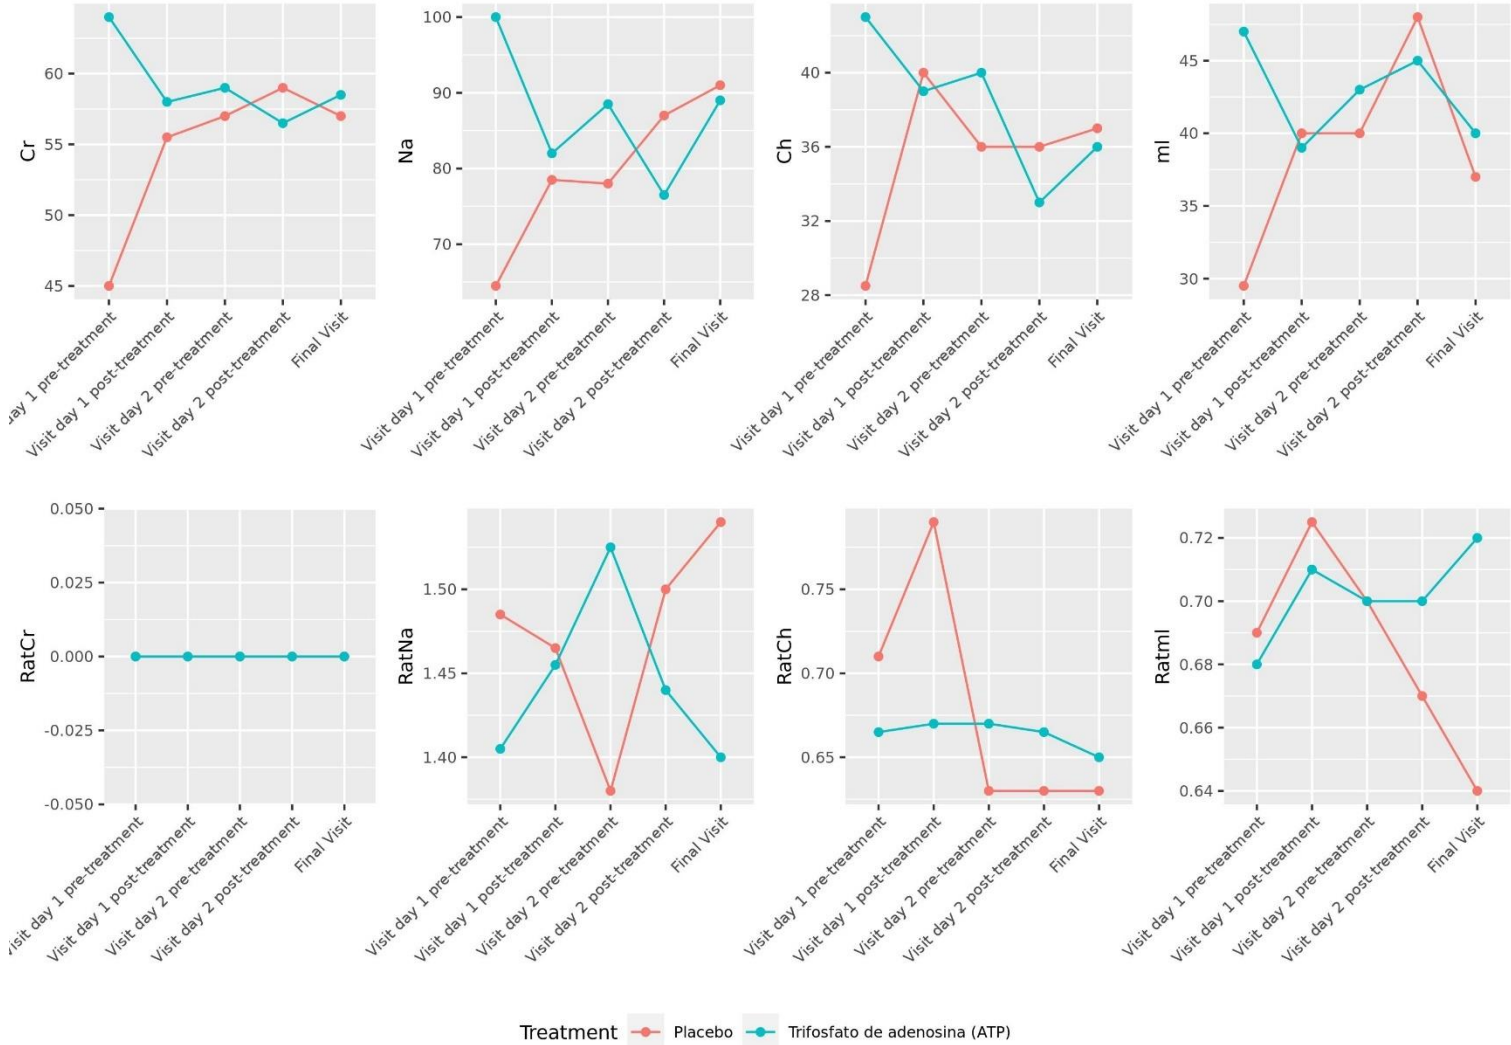 Cr
60
55
50
45
day 1 pre-treatment
Visit day 1 post-treatment
Visit day 2 pre-treatment
Visit day 2 post-treatment
Final Visit
Na
100
90
80
70
Visit day 1 pre-treatment
Visit day 1 post-treatment
Visit day 2 pre-treatment
Visit day 2 post-treatment
Final Visit
Ch
40
36
32
28
Visit day 1 pre-treatment
Visit day 1 post-treatment
Visit day 2 pre-treatment
Visit day 2 post-treatment
Final Visit
ml
45
40
35
30
Visit day 1 pre-treatment
Visit day 1 post-treatment
Visit day 2 pre-treatment
Visit day 2 post-treatment
Final Visit
RatCr
0.050
0.025
0.000
-0.025
-0.050
Visit day 1 pre-treatment
Visit day 1 post-treatment
Visit day 2 pre-treatment
Visit day 2 post-treatment
Final Visit
RatNa
1.50
1.45
1.40
Visit day 1 pre-treatment
Visit day 1 post-treatment
Visit day 2 pre-treatment
Visit day 2 post-treatment
Final Visit
RatCh
0.75
0.70
0.65
Visit day 1 pre-treatment
Visit day 1 post-treatment
Visit day 2 pre-treatment
Visit day 2 post-treatment
Final Visit
Ratml
0.72
0.70
0.68
0.66
0.64
Visit day 1 pre-treatment
Visit day 1 post-treatment
Visit day 2 pre-treatment
Visit day 2 post-treatment
Final Visit
Treatment Placebo Trifosfato de adenosina (ATP)